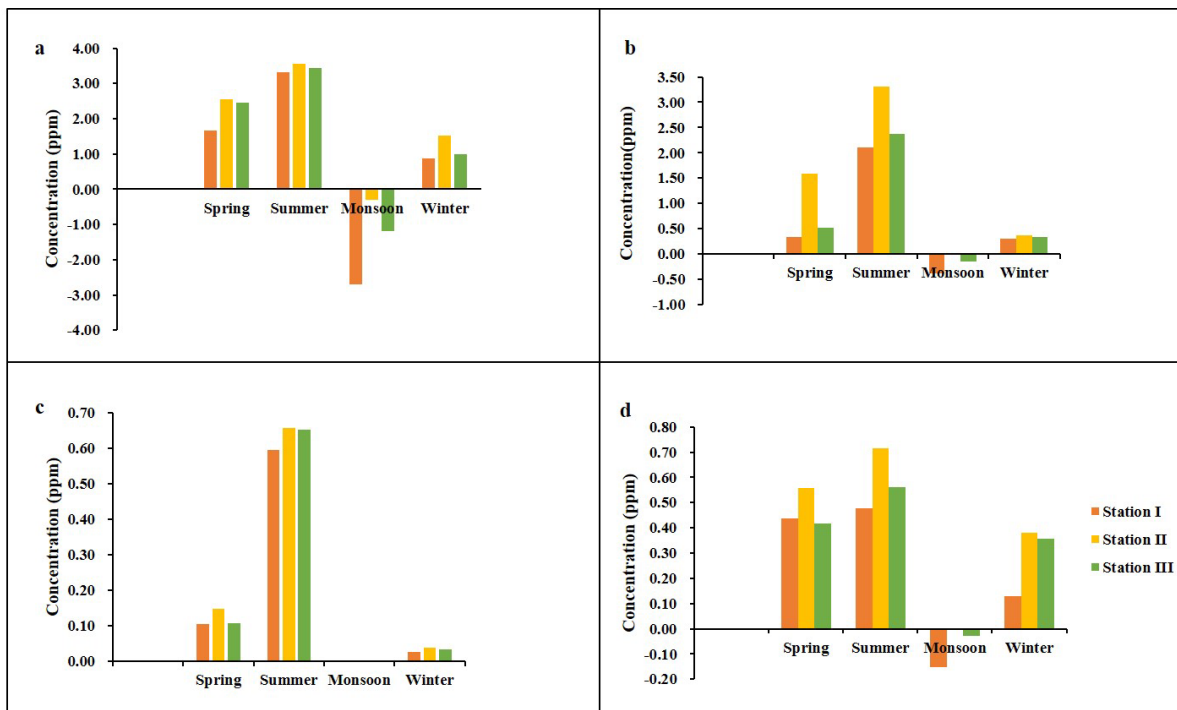 a
4.00
3.00
2.00
1.00
0.00
-1.00
-2.00
-3.00
-4.00
Concentration (ppm)
Spring Summer Monsoon Winter
b
3.50
3.00
2.50
2.00
1.50
1.00
0.50
0.00
-0.50
-1.00
Concentration(ppm)
Spring Summer Monsoon Winter
c
0.70
0.60
0.50
0.40
0.30
0.20
0.10
0.00
Concentration (ppm)
Spring Summer Monsoon Winter
d
0.80
0.70
0.60
0.50
0.40
0.30
0.20
0.10
0.00
-0.10
-0.20
Concentration (ppm)
Spring Summer Monsoon Winter
Station I
Station II
Station III